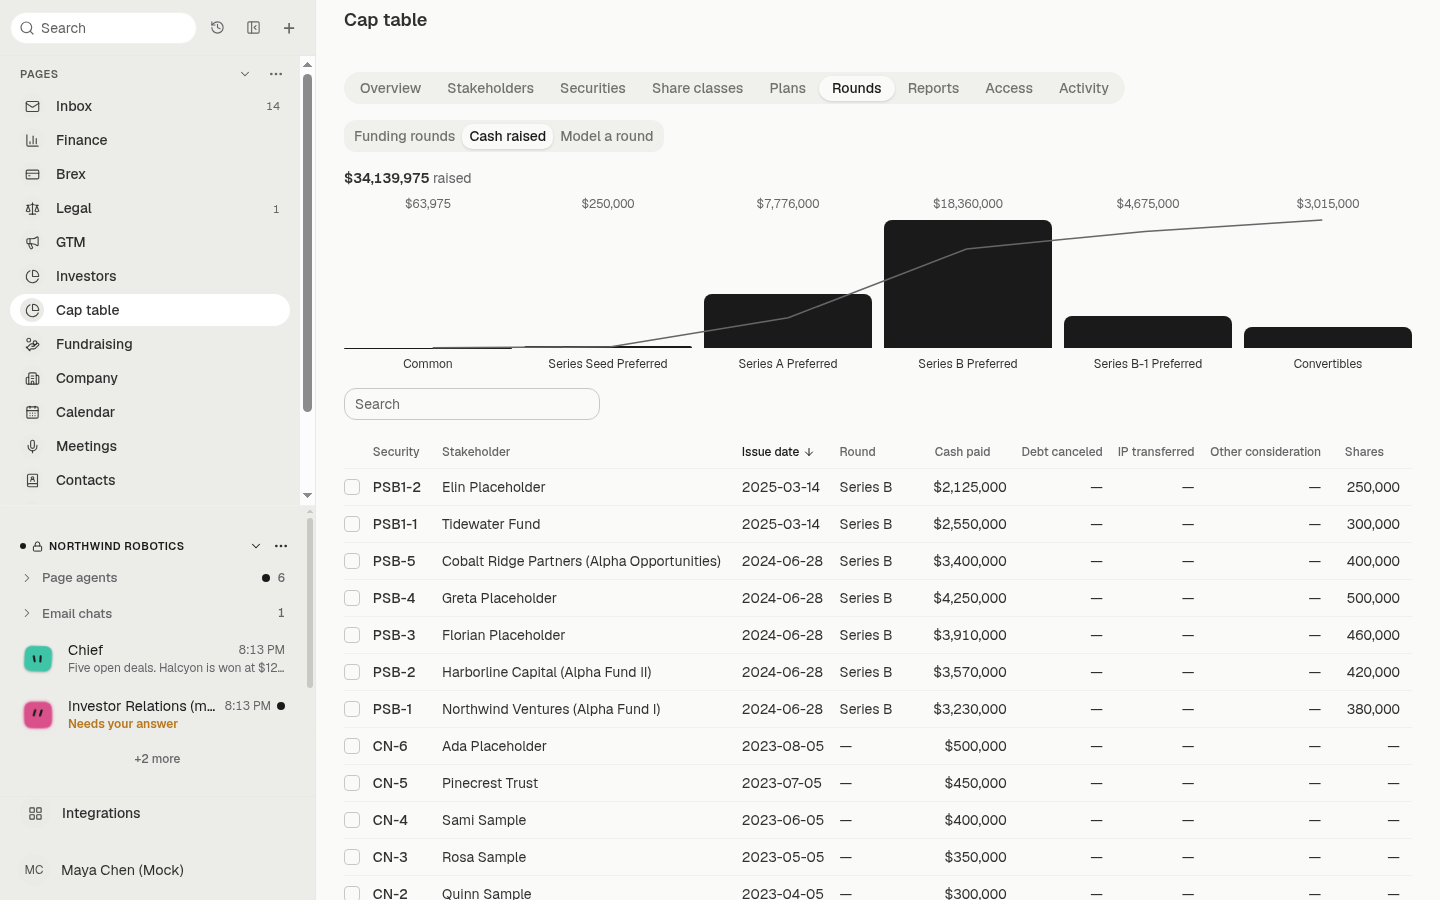 Search
PAGES
Inbox 14
Finance
Brex
Legal 1
GTM
Investors
Cap table
Fundraising
Company
Calendar
Meetings
Contacts
NORTHWIND ROBOTICS
Page agents 6
Email chats 1
Chief 8:13 PM
Five open deals. Halcyon is won at $12…
Investor Relations (m… 8:13 PM
Needs your answer
+2 more
Integrations
MC Maya Chen (Mock)
Cap table
Overview Stakeholders Securities Share classes Plans Rounds Reports Access Activity
Funding rounds Cash raised Model a round
$34,139,975 raised
$63,975 $250,000 $7,776,000 $18,360,000 $4,675,000 $3,015,000
Common Series Seed Preferred Series A Preferred Series B Preferred Series B-1 Preferred Convertibles
Search
Security Stakeholder Issue date ↓ Round Cash paid Debt canceled IP transferred Other consideration Shares
PSB1-2 Elin Placeholder 2025-03-14 Series B $2,125,000 — — — 250,000
PSB1-1 Tidewater Fund 2025-03-14 Series B $2,550,000 — — — 300,000
PSB-5 Cobalt Ridge Partners (Alpha Opportunities) 2024-06-28 Series B $3,400,000 — — — 400,000
PSB-4 Greta Placeholder 2024-06-28 Series B $4,250,000 — — — 500,000
PSB-3 Florian Placeholder 2024-06-28 Series B $3,910,000 — — — 460,000
PSB-2 Harborline Capital (Alpha Fund II) 2024-06-28 Series B $3,570,000 — — — 420,000
PSB-1 Northwind Ventures (Alpha Fund I) 2024-06-28 Series B $3,230,000 — — — 380,000
CN-6 Ada Placeholder 2023-08-05 — $500,000 — — — —
CN-5 Pinecrest Trust 2023-07-05 — $450,000 — — — —
CN-4 Sami Sample 2023-06-05 — $400,000 — — — —
CN-3 Rosa Sample 2023-05-05 — $350,000 — — — —
CN-2 Quinn Sample 2023-04-05 — $300,000 — — — —